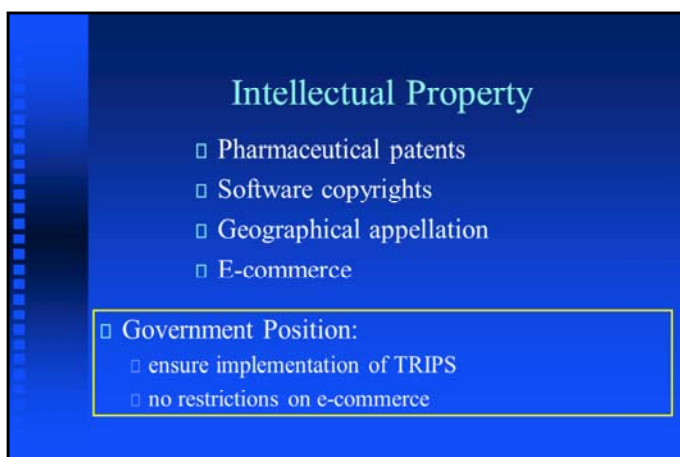 Intellectual Property
Pharmaceutical patents
Software copyrights
Geographical appellation
E-commerce
Government Position:
ensure implementation of TRIPS
no restrictions on e-commerce